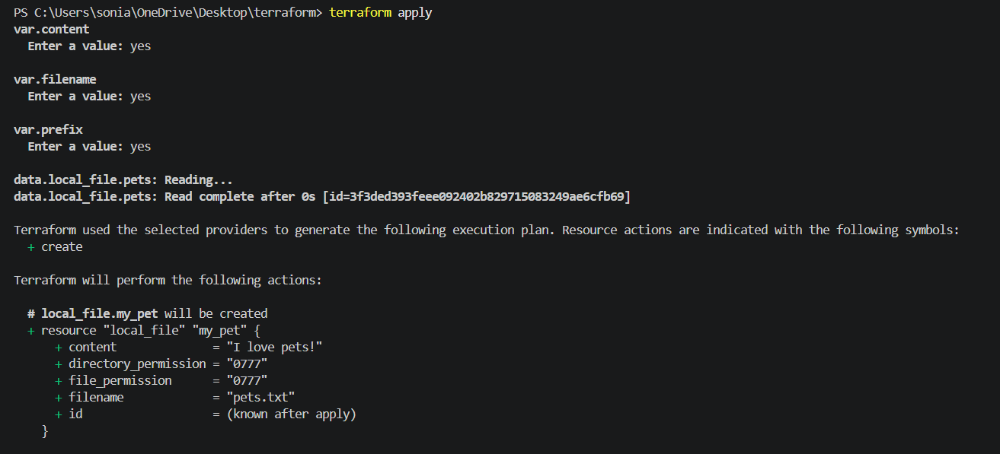 PS C:\Users\sonia\OneDrive\Desktop\terraform> terraform apply
var.content
  Enter a value: yes

var.filename
  Enter a value: yes

var.prefix
  Enter a value: yes

data.local_file.pets: Reading...
data.local_file.pets: Read complete after 0s [id=3f3ded393feee092402b829715083249ae6cfb69]

Terraform used the selected providers to generate the following execution plan. Resource actions are indicated with the following symbols:
  + create

Terraform will perform the following actions:

  # local_file.my_pet will be created
  + resource "local_file" "my_pet" {
      + content              = "I love pets!"
      + directory_permission = "0777"
      + file_permission      = "0777"
      + filename             = "pets.txt"
      + id                   = (known after apply)
    }